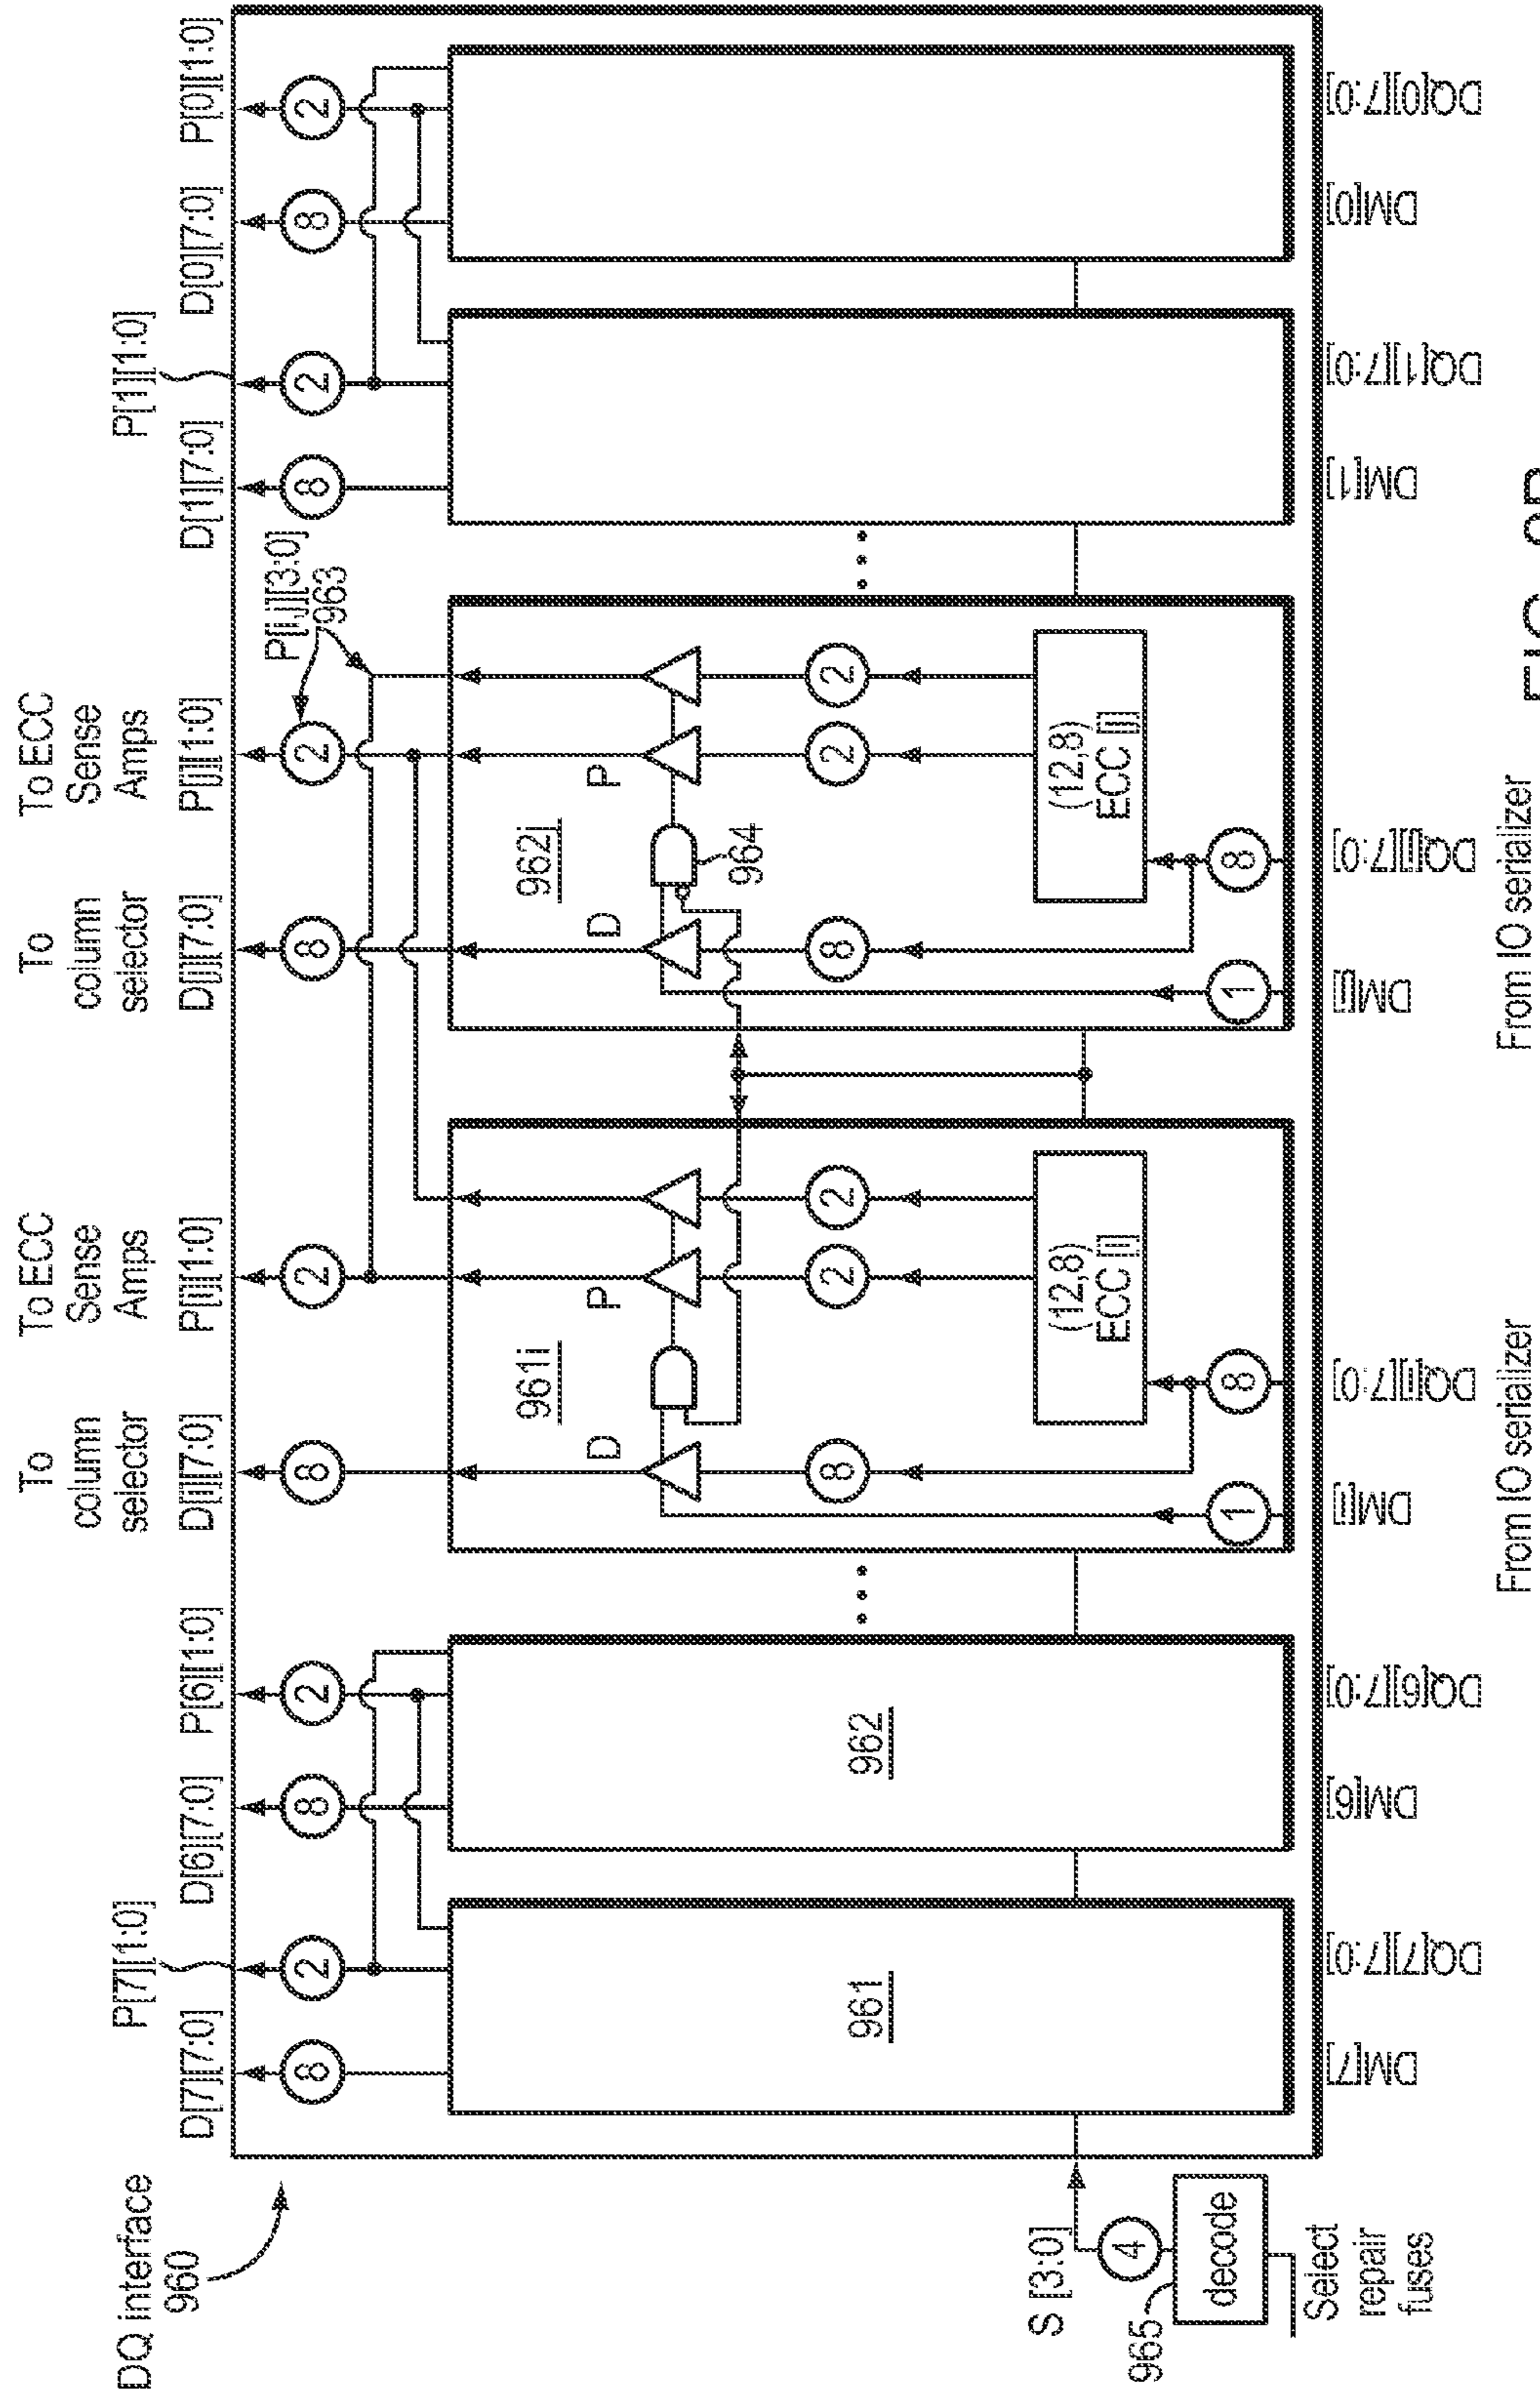 DQ interface
960
D[7][7:0]
P[7][1:0]
D[6][7:0]
P[6][1:0]
To
column
selector
D[i][7:0]
To ECC
Sense
Amps
P[i][1:0]
To
column
selector
D[j][7:0]
To ECC
Sense
Amps
P[j][1:0]
P[i,j][3:0]
963
D[1][7:0]
P[1][1:0]
D[0][7:0]
P[0][1:0]
8
2
8
2
8
2
8
2
8
2
8
2
961
962
961i
D
P
8
2
2
(12,8)
ECC [i]
1
8
962j
D
P
964
8
2
2
(12,8)
ECC [j]
1
8
S [3:0]
4
965
decode
Select
repair
fuses
DM[7]
DQ[7][7:0]
DM[6]
DQ[6][7:0]
DM[i]
DQ[i][7:0]
DM[j]
DQ[j][7:0]
DM[1]
DQ[1][7:0]
DM[0]
DQ[0][7:0]
From IO serializer
From IO serializer